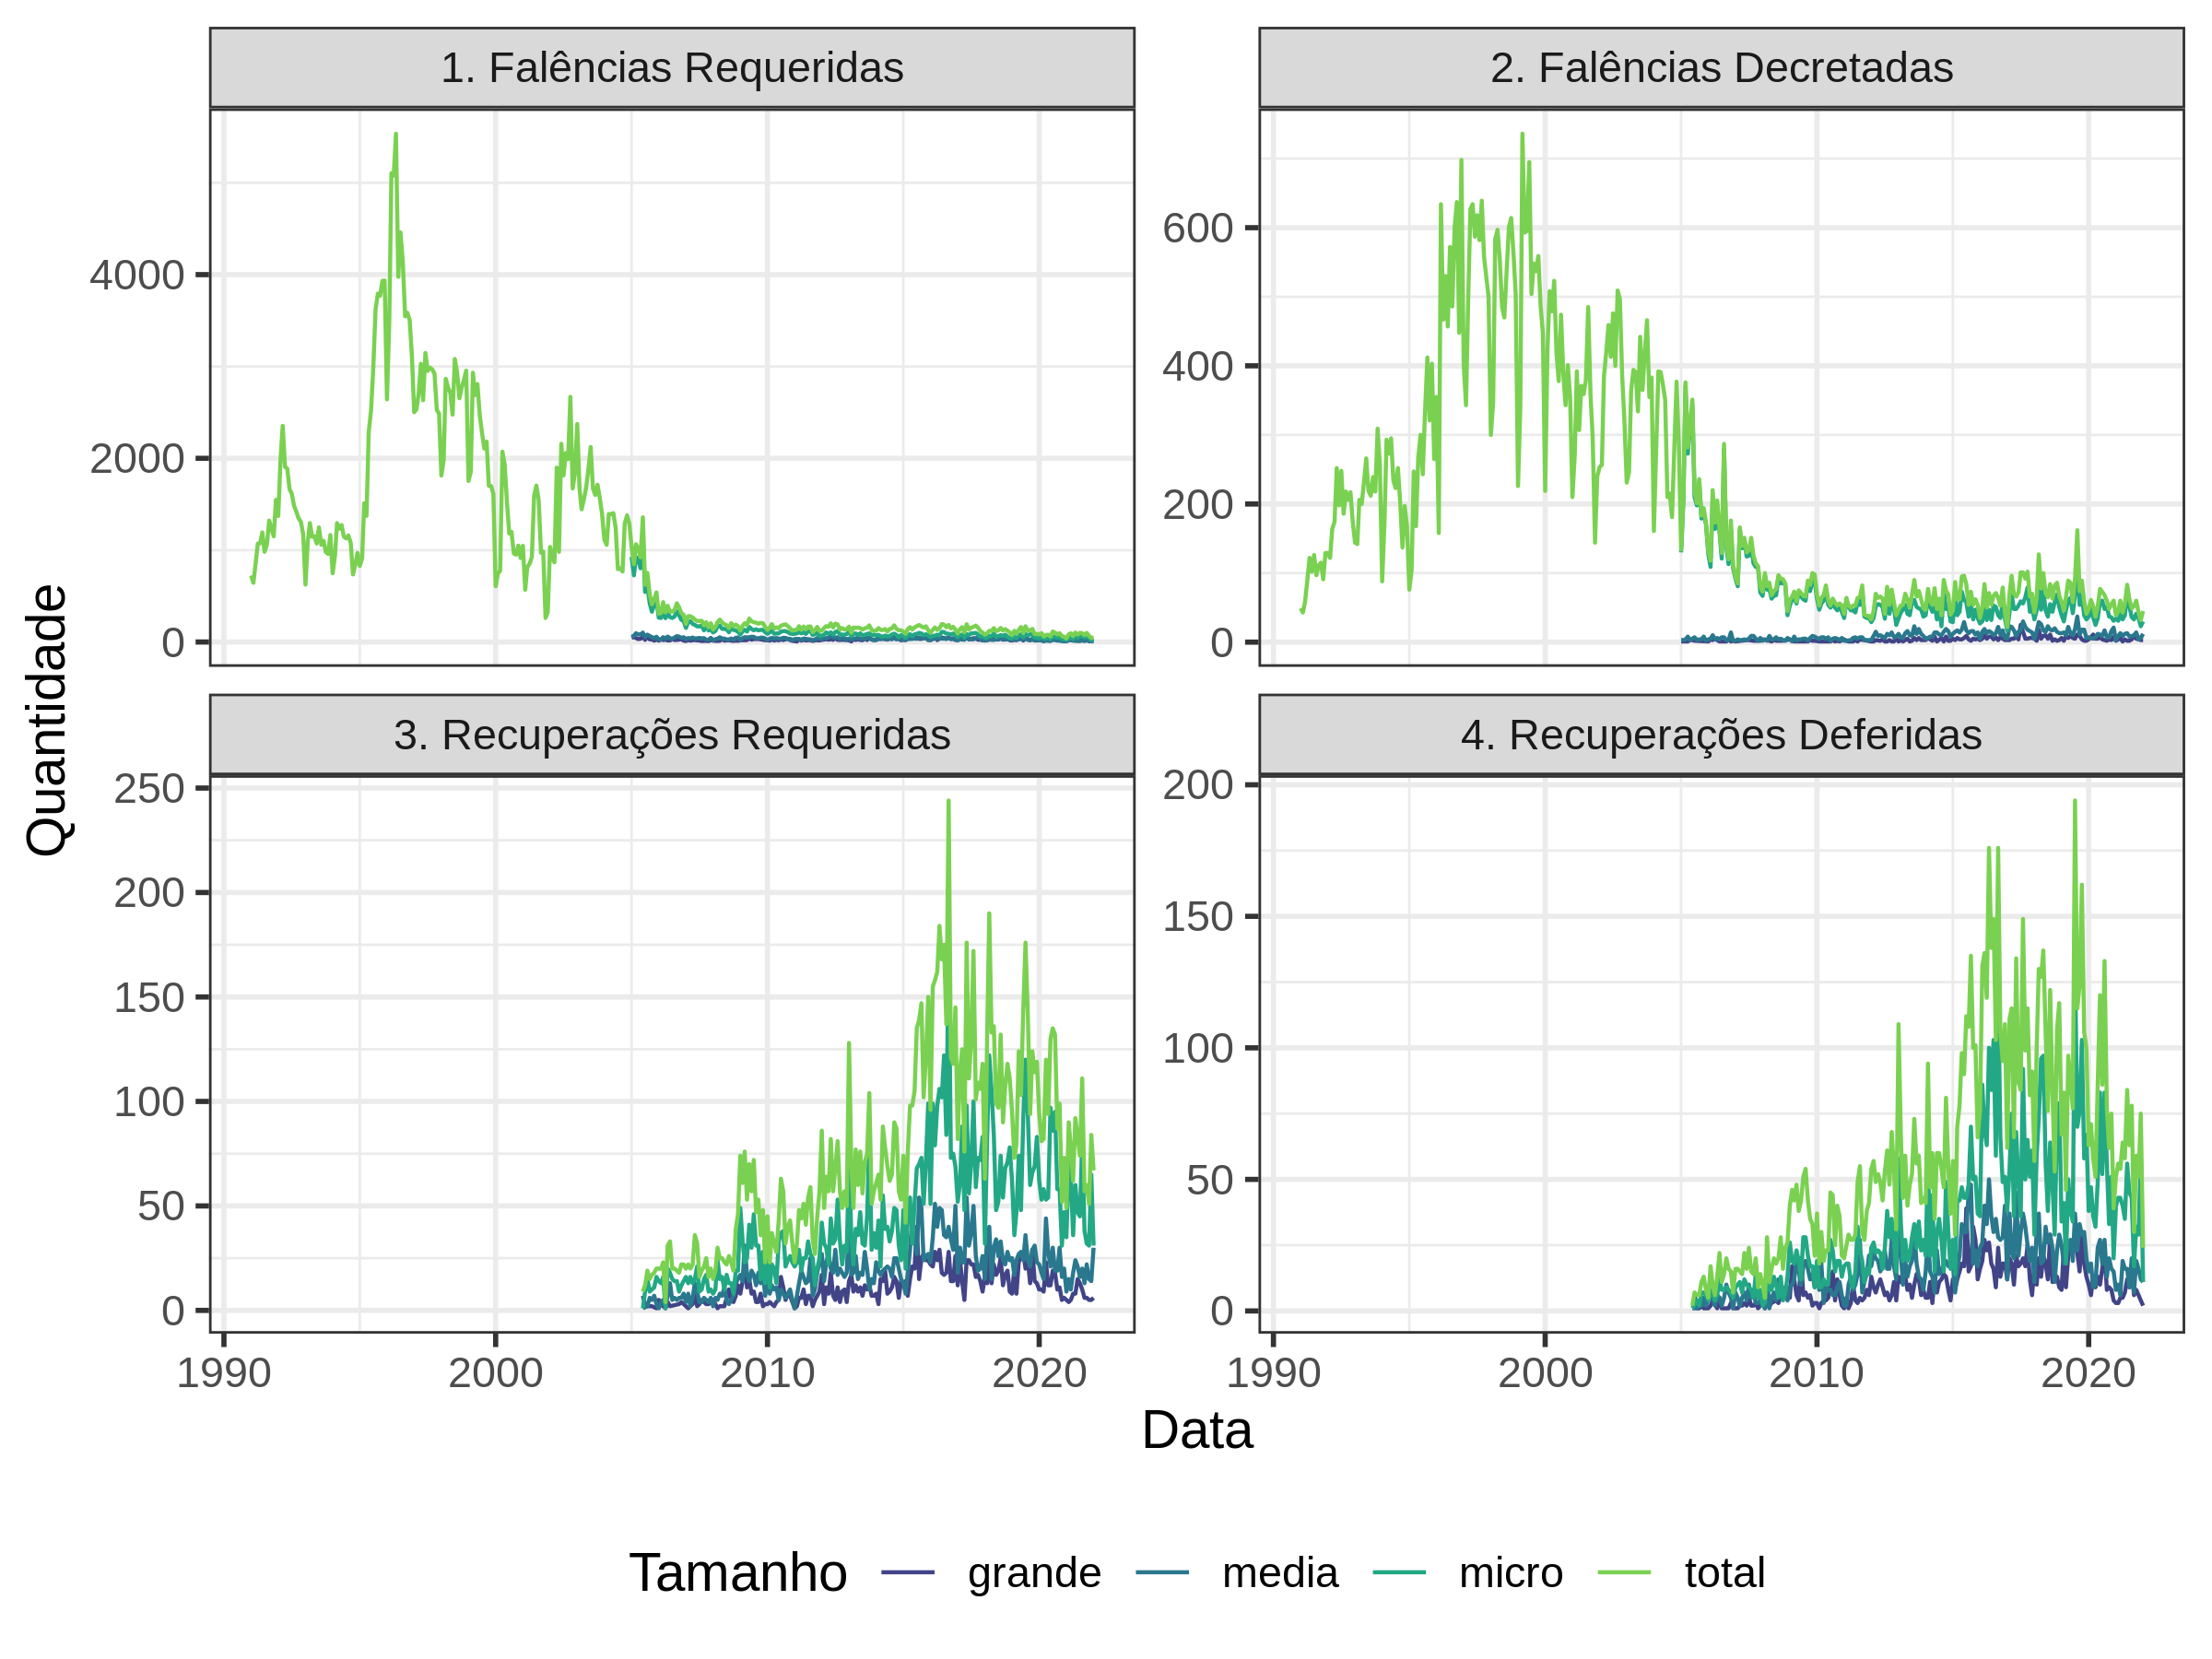 1. Falências Requeridas
2. Falências Decretadas
4000
2000
0
600
400
200
0
3. Recuperações Requeridas
4. Recuperações Deferidas
250
200
150
100
50
0
200
150
100
50
0
1990 2000 2010 2020
1990 2000 2010 2020
Quantidade
Data
Tamanho grande media micro total